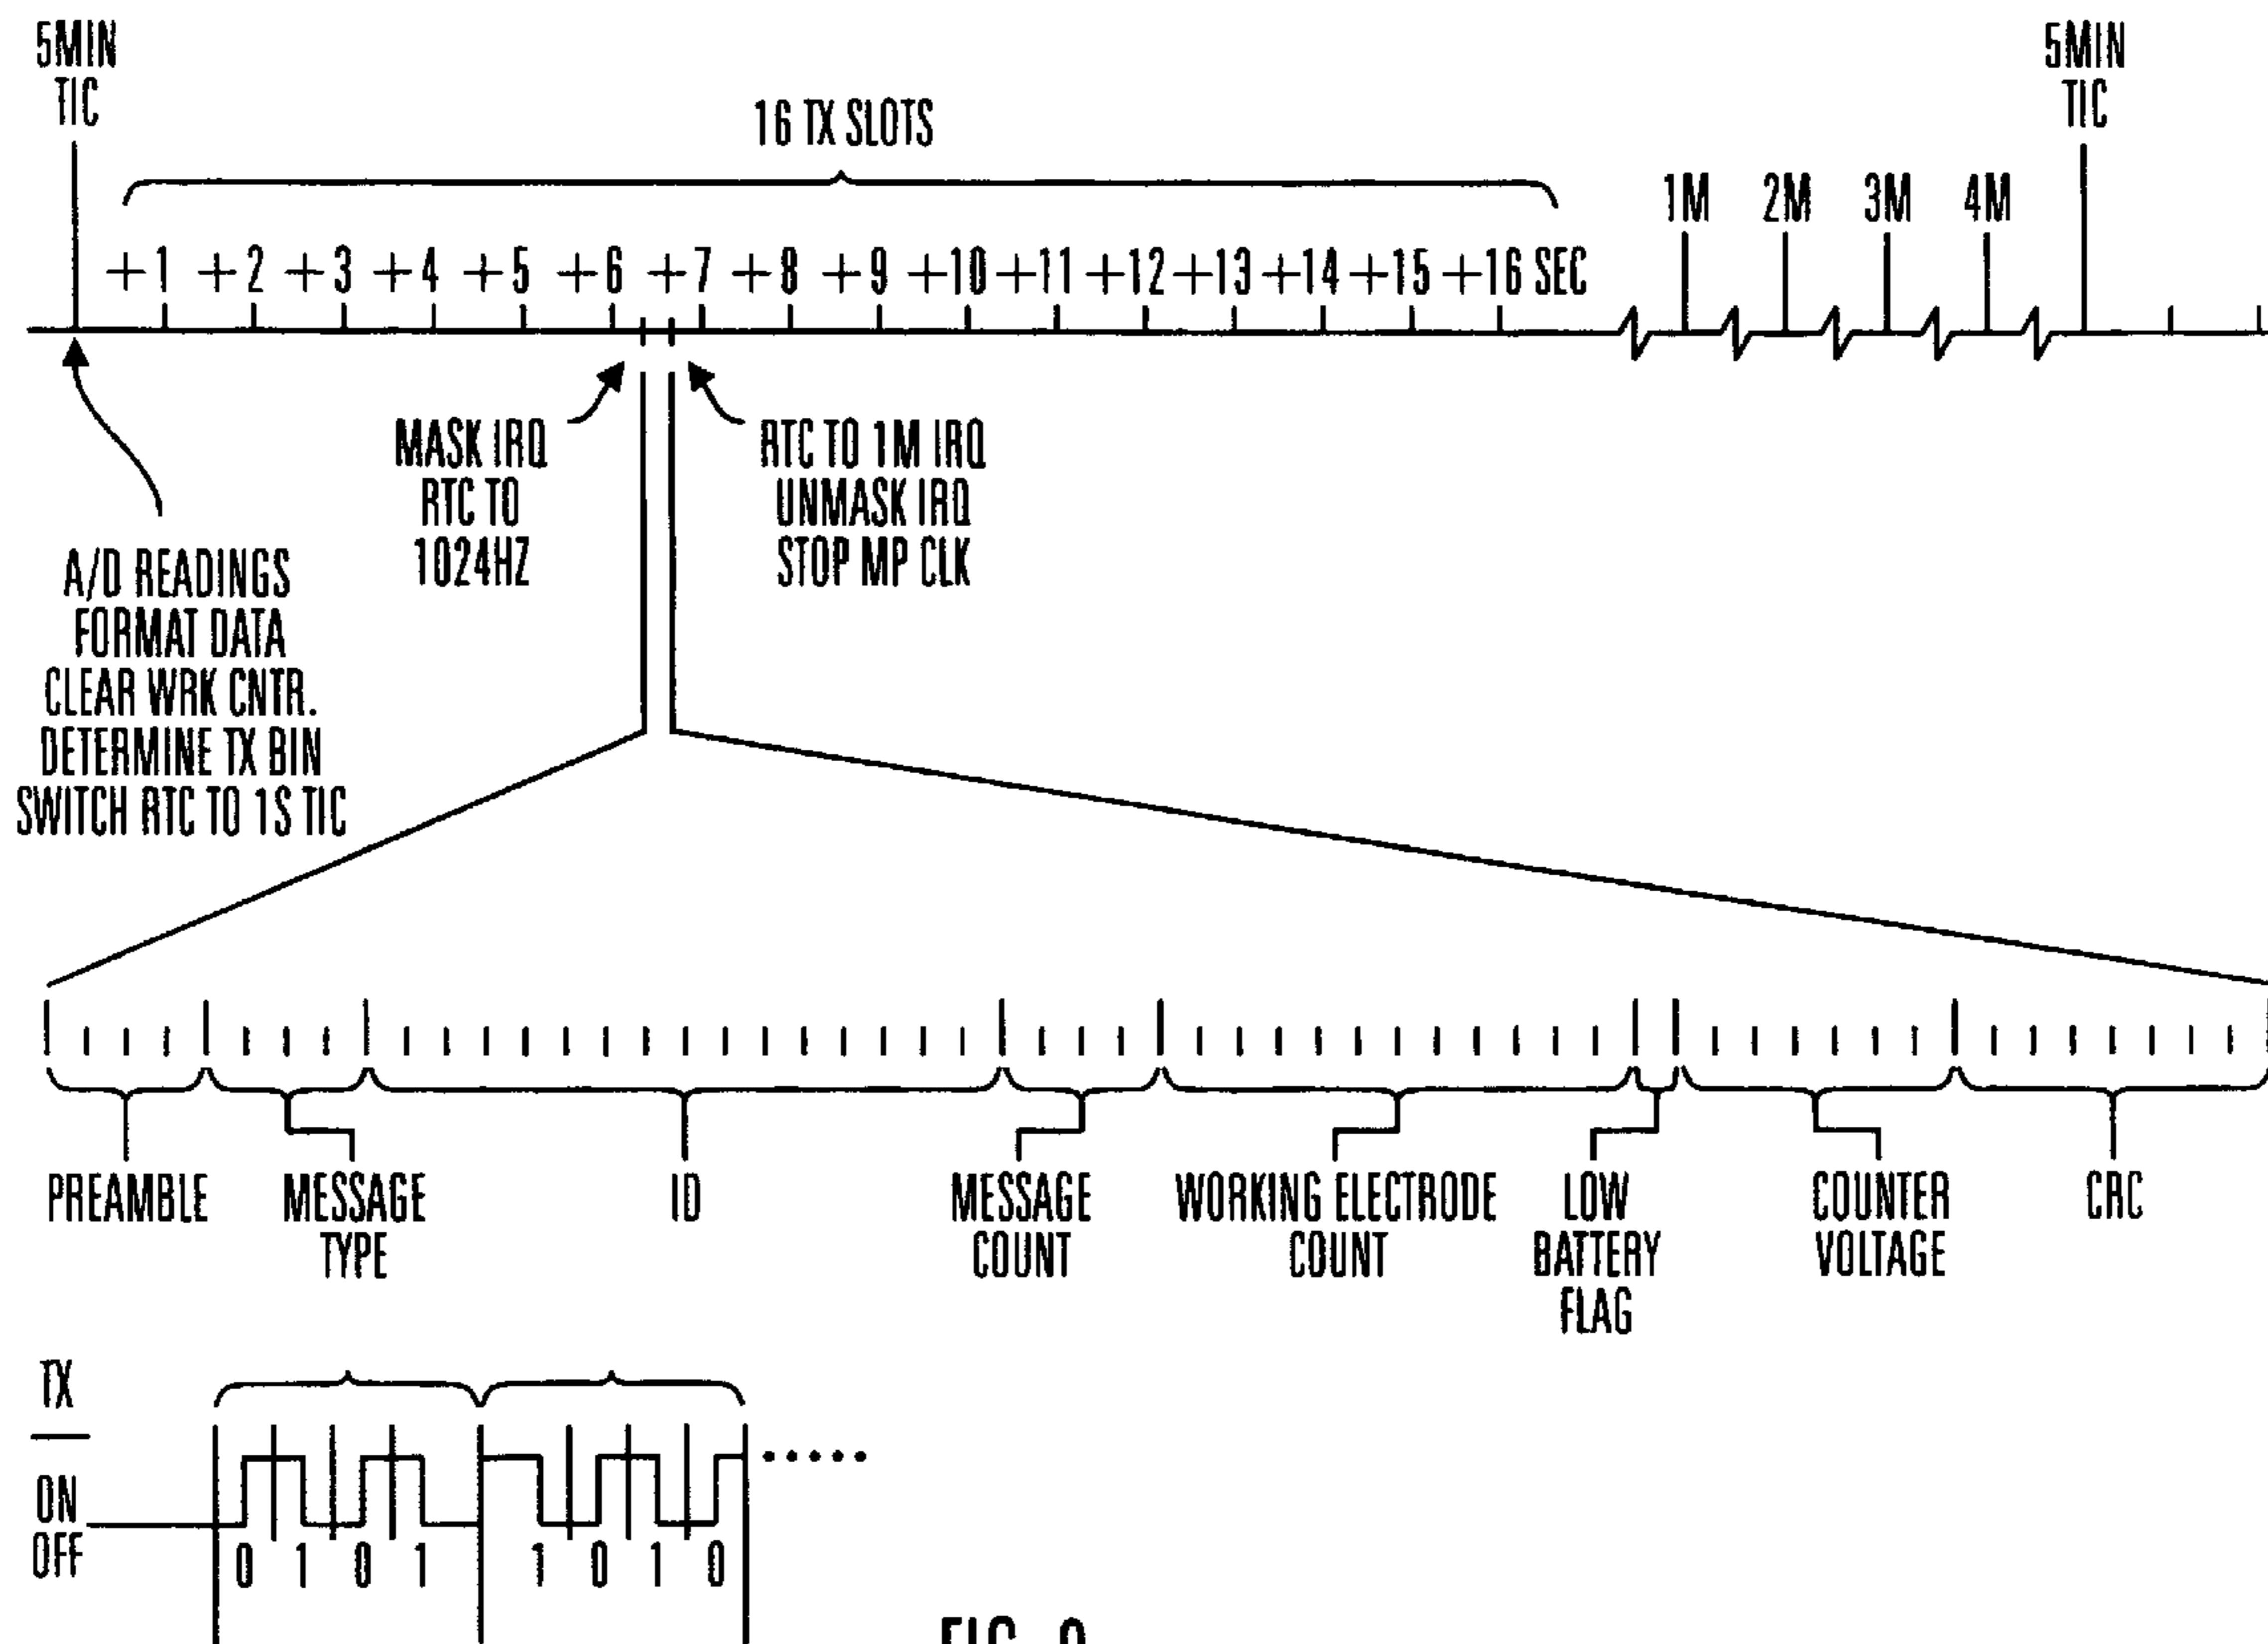 5MIN
TIC
16 TX SLOTS
5MIN
TIC
1M 2M 3M 4M
+1 +2 +3 +4 +5 +6 +7 +8 +9 +10 +11 +12 +13 +14 +15 +16 SEC
MASK IRQ
RTC TO
1024HZ
RTC TO 1M IRQ
UNMASK IRQ
STOP MP CLK
A/D READINGS
FORMAT DATA
CLEAR WRK CNTR.
DETERMINE TX BIN
SWITCH RTC TO 1S TIC
PREAMBLE
MESSAGE
TYPE
ID
MESSAGE
COUNT
WORKING ELECTRODE
COUNT
LOW
BATTERY
FLAG
COUNTER
VOLTAGE
CRC
TX
ON
OFF
0 1 0 1 1 0 1 0